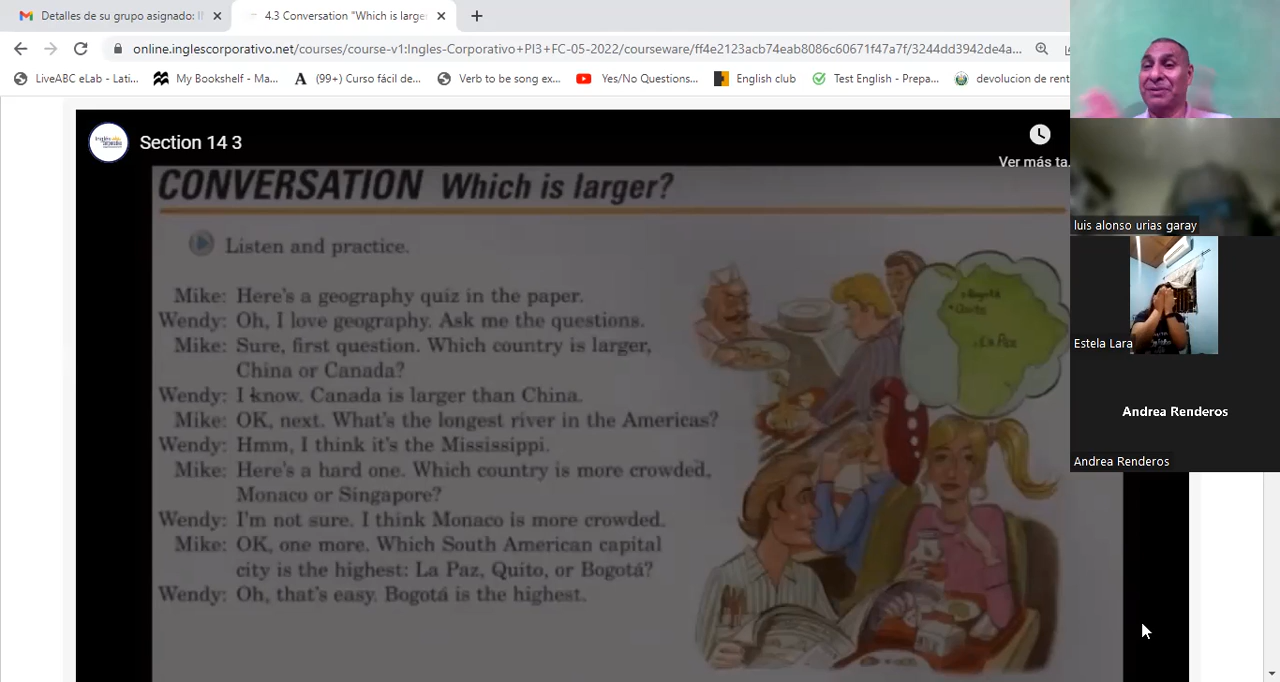 Detalles de su grupo asignado: I
4.3 Conversation "Which is large
online.inglescorporativo.net/courses/course-v1:Ingles-Corporativo+PI3+FC-05-2022/courseware/ff4e2123acb74eab8086c60671f47a7f/3244dd3942de4a...
LiveABC eLab - Lati...
My Bookshelf - Ma...
(99+) Curso fácil de...
Verb to be song ex...
Yes/No Questions...
English club
Test English - Prepa...
devolucion de rent
Section 14 3
Ver más ta.
CONVERSATION Which is larger?
Listen and practice.
Mike: Here's a geography quiz in the paper.
Wendy: Oh, I love geography. Ask me the questions.
Mike: Sure, first question. Which country is larger,
China or Canada?
Wendy: I know. Canada is larger than China.
Mike: OK, next. What's the longest river in the Americas?
Wendy: Hmm, I think it's the Mississippi.
Mike: Here's a hard one. Which country is more crowded,
Monaco or Singapore?
Wendy: I'm not sure. I think Monaco is more crowded.
Mike: OK, one more. Which South American capital
city is the highest: La Paz, Quito, or Bogotá?
Wendy: Oh, that's easy. Bogotá is the highest.
Bogotá
Quito
La Paz
luis alonso urias garay
Estela Lara
Andrea Renderos
Andrea Renderos